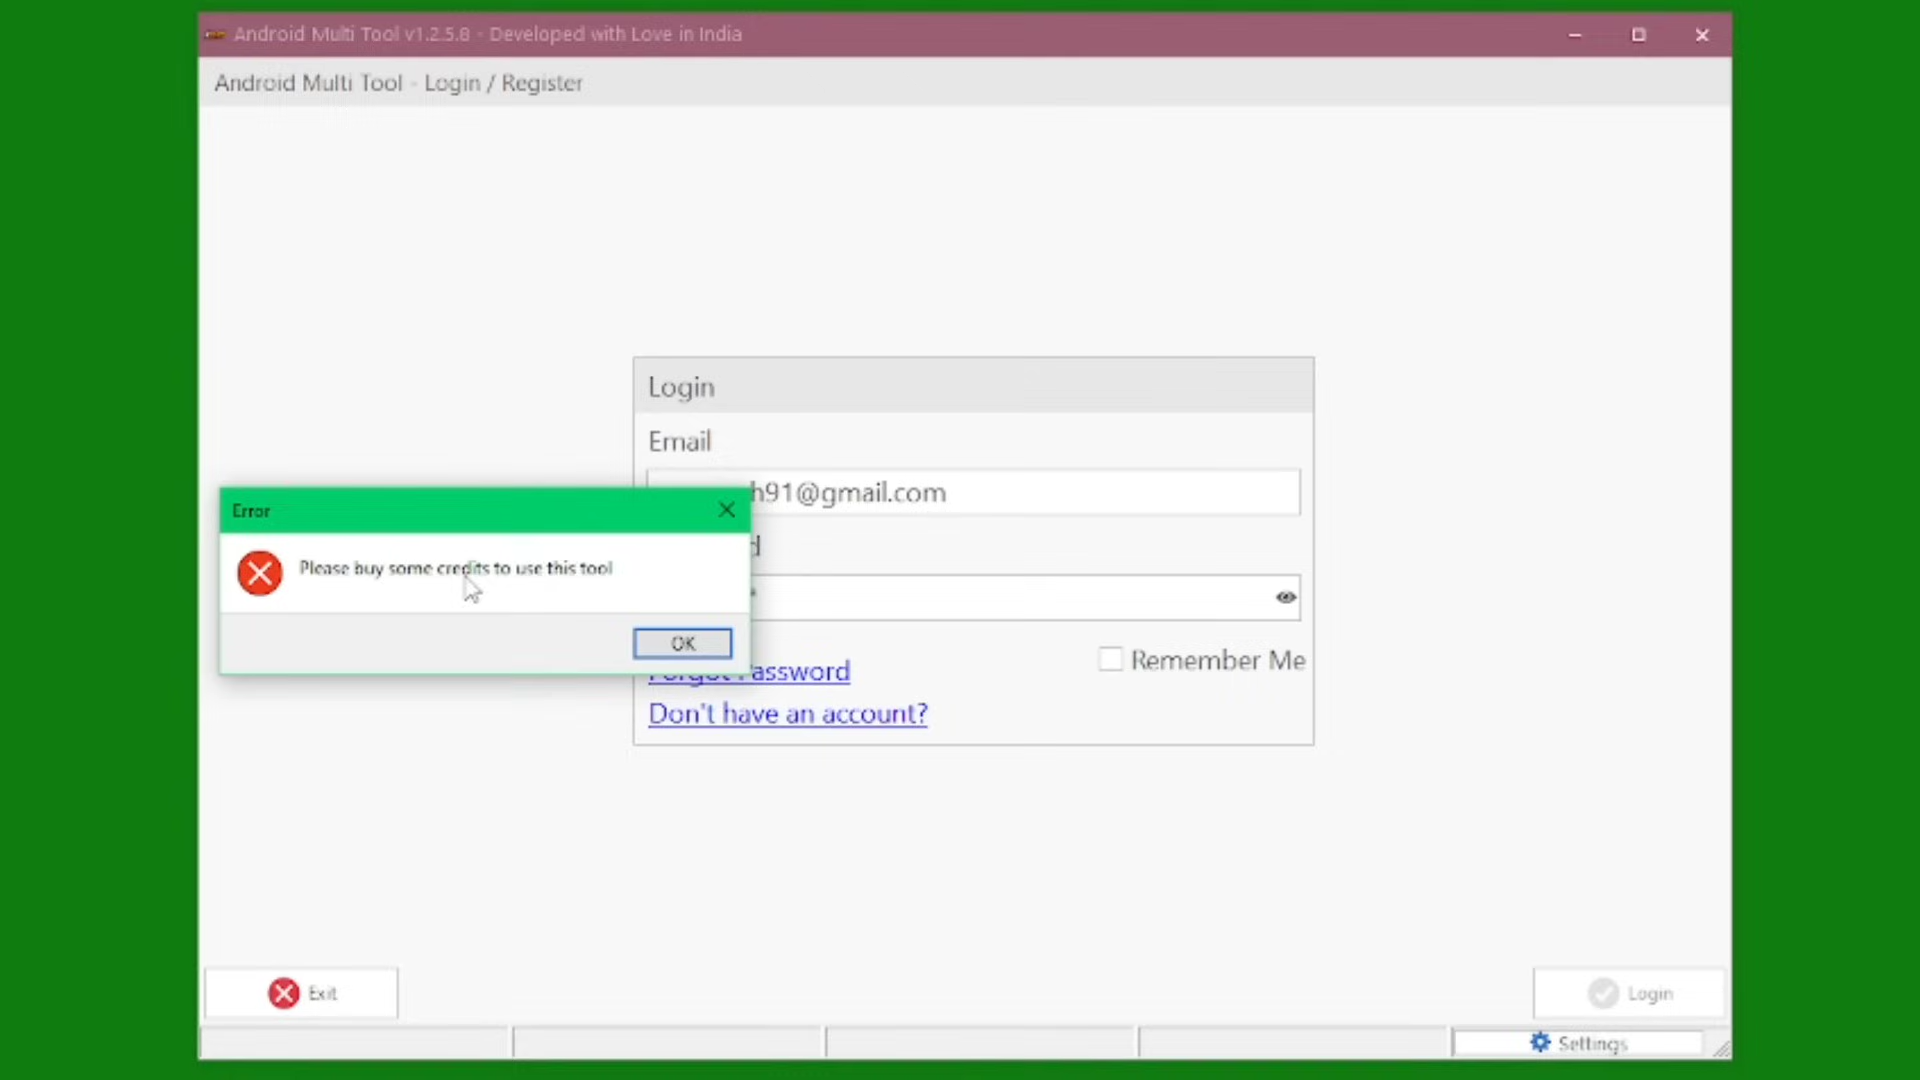 Android Multi Tool v1.2.5.8 - Developed with Love in India
Android Multi Tool - Login / Register
Login
Email
h91@gmail.com
Error
Please buy some credits to use this tool
OK
Forgot Password
Remember Me
Don't have an account?
Exit
Login
Settings